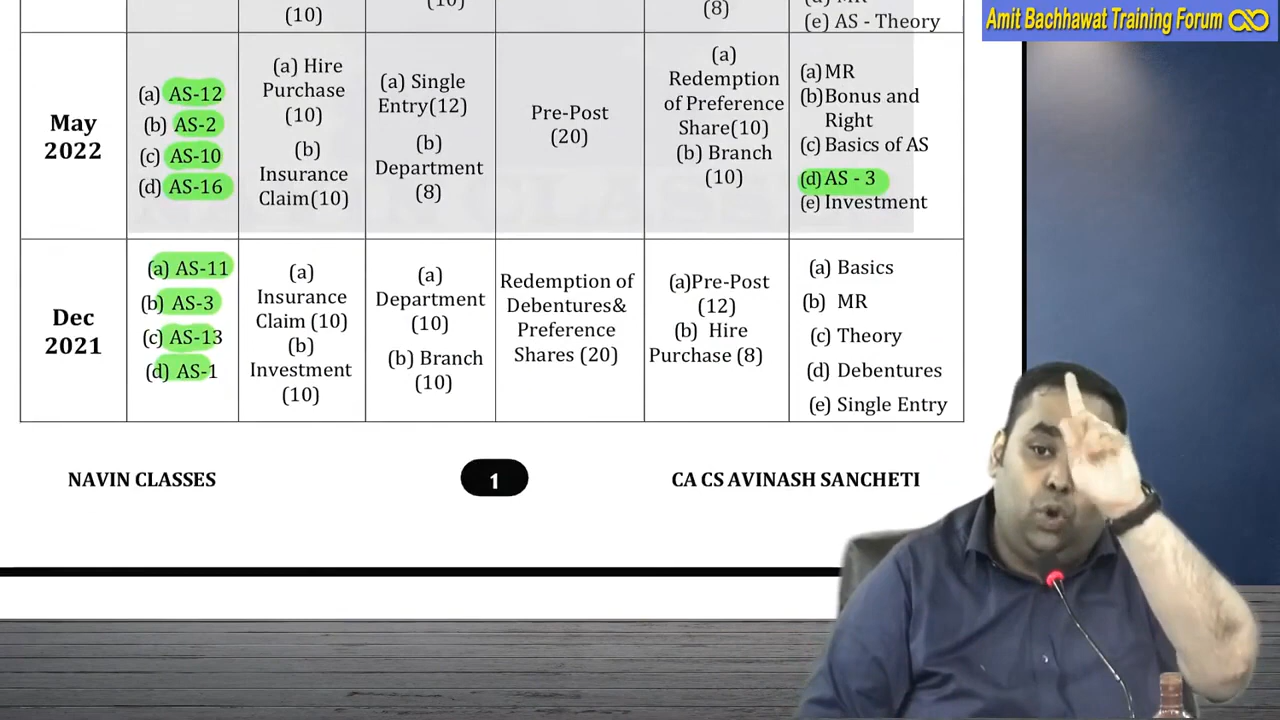 Amit Bachhawat Training Forum
(10)
(8)
(e) AS - Theory
May
2022
(a) AS-12
(b) AS-2
(c) AS-10
(d) AS-16
(a) Hire
Purchase
(10)
(b)
Insurance
Claim(10)
(a) Single
Entry(12)
(b)
Department
(8)
Pre-Post
(20)
(a)
Redemption
of Preference
Share(10)
(b) Branch
(10)
(a) MR
(b) Bonus and
Right
(c) Basics of AS
(d) AS - 3
(e) Investment
Dec
2021
(a) AS-11
(b) AS-3
(c) AS-13
(d) AS-1
(a)
Insurance
Claim (10)
(b)
Investment
(10)
(a)
Department
(10)
(b) Branch
(10)
Redemption of
Debentures&
Preference
Shares (20)
(a)Pre-Post
(12)
(b) Hire
Purchase (8)
(a) Basics
(b) MR
(c) Theory
(d) Debentures
(e) Single Entry
NAVIN CLASSES
1
CA CS AVINASH SANCHETI